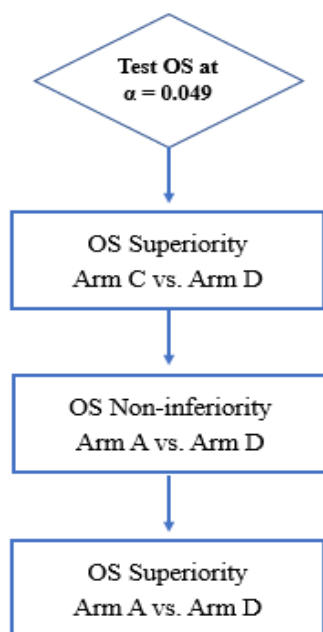 Test OS at
α = 0.049
OS Superiority
Arm C vs. Arm D
OS Non-inferiority
Arm A vs. Arm D
OS Superiority
Arm A vs. Arm D